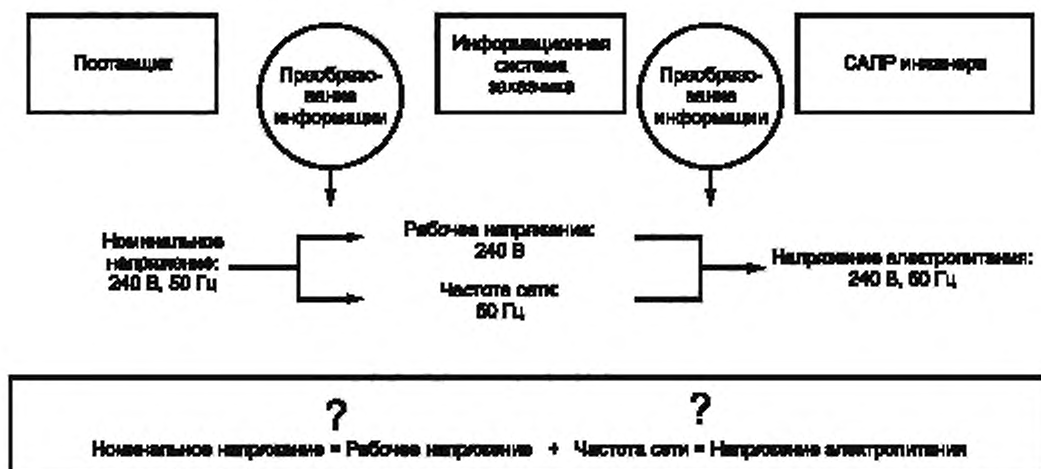 Поставщик
Преобразо-
вание
информации
Информационная
система
заказчика
Преобразо-
вание
информации
САПР инженера
Номинальное
напряжение:
240 В, 50 Гц
Рабочее напряжение:
240 В
Частота сети:
50 Гц
Напряжение электропитания:
240 В, 50 Гц
? ?
Номинальное напряжение = Рабочее напряжение + Частота сети = Напряжение электропитания